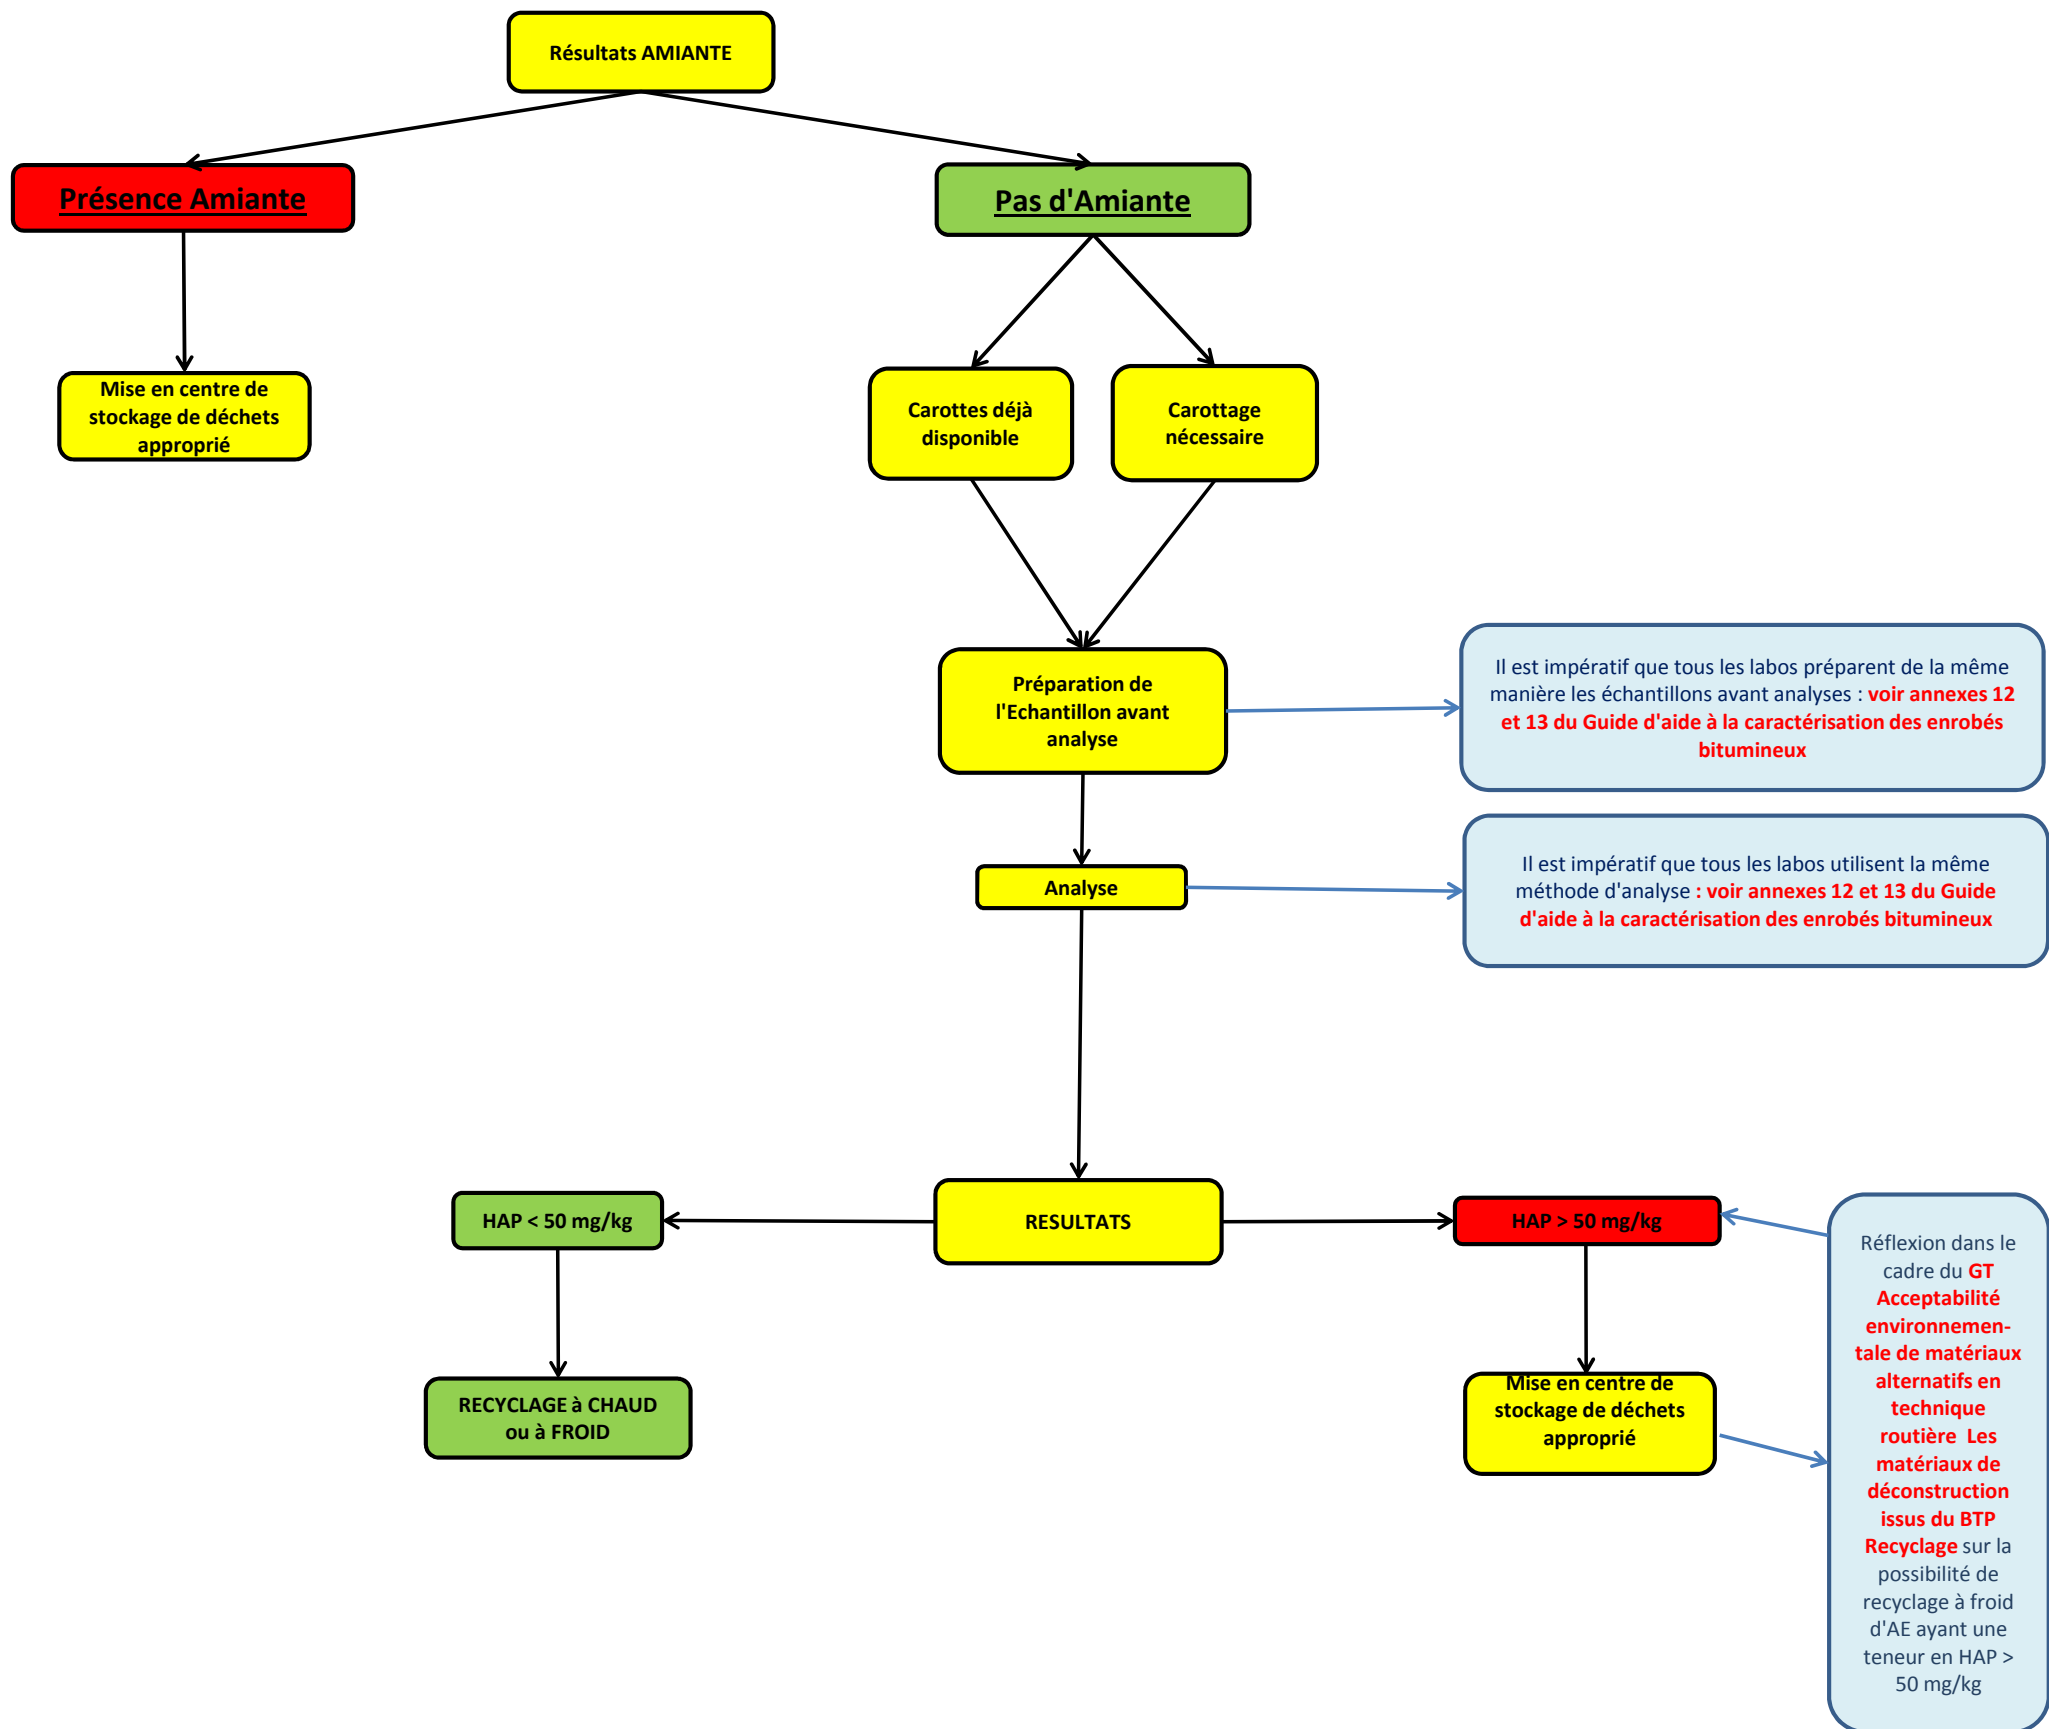 Résultats AMIANTE
Présence Amiante
Pas d'Amiante
Mise en centre de
stockage de déchets
approprié
Carottes déjà
disponible
Carottage
nécessaire
Préparation de
l'Echantillon avant
analyse
Il est impératif que tous les labos préparent de la même
manière les échantillons avant analyses : voir annexes 12
et 13 du Guide d'aide à la caractérisation des enrobés
bitumineux
Analyse
Il est impératif que tous les labos utilisent la même
méthode d'analyse : voir annexes 12 et 13 du Guide
d'aide à la caractérisation des enrobés bitumineux
HAP < 50 mg/kg
RESULTATS
HAP > 50 mg/kg
RECYCLAGE à CHAUD
ou à FROID
Mise en centre de
stockage de déchets
approprié
Réflexion dans le
cadre du GT
Acceptabilité
environnemen-
tale de matériaux
alternatifs en
technique
routière Les
matériaux de
déconstruction
issus du BTP
Recyclage sur la
possibilité de
recyclage à froid
d'AE ayant une
teneur en HAP >
50 mg/kg